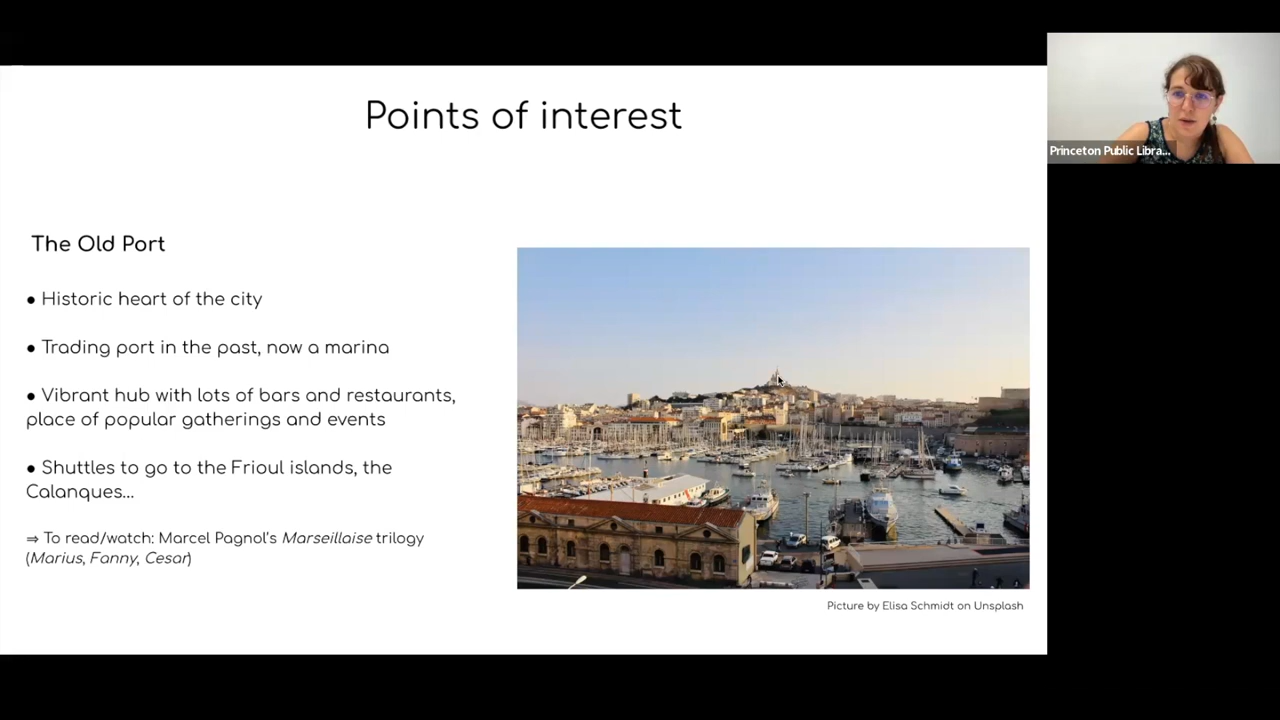 Points of interest
Princeton Public Libra...
The Old Port
● Historic heart of the city
● Trading port in the past, now a marina
● Vibrant hub with lots of bars and restaurants,
place of popular gatherings and events
● Shuttles to go to the Frioul islands, the
Calanques...
⇒ To read/watch: Marcel Pagnol's Marseillaise trilogy
(Marius, Fanny, Cesar)
Picture by Elisa Schmidt on Unsplash